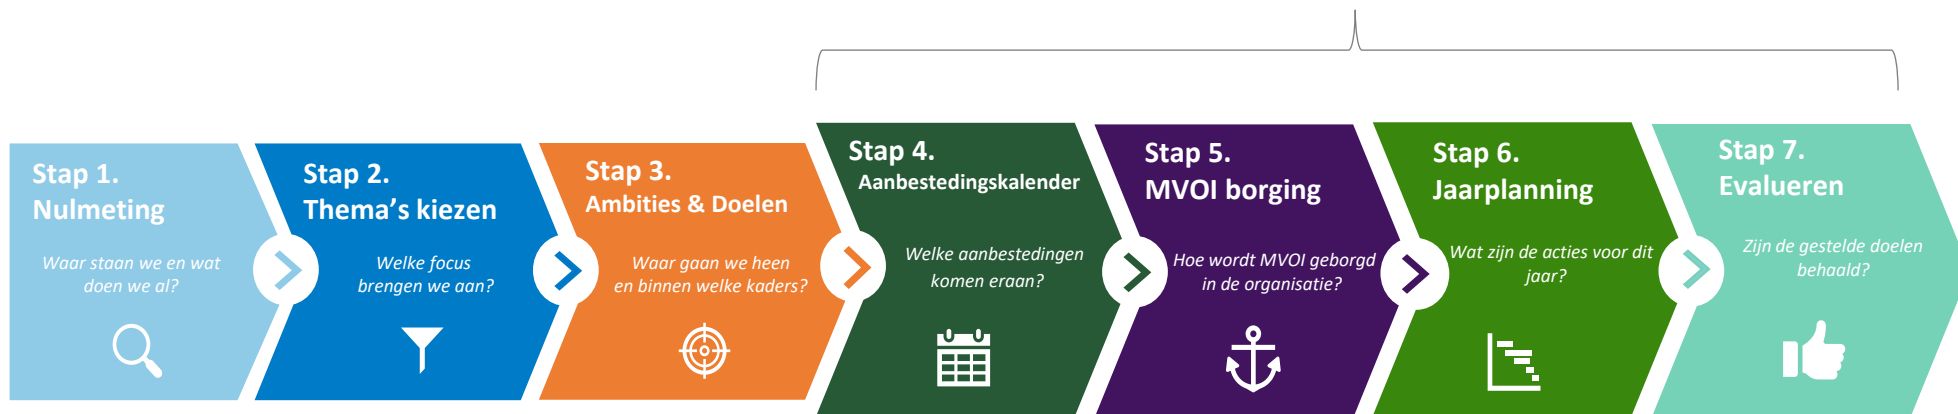 Stap 1.
Nulmeting
Waar staan we en wat
doen we al?
Stap 2.
Thema's kiezen
Welke focus
brengen we aan?
Stap 3.
Ambities & Doelen
Waar gaan we heen
en binnen welke kaders?
Stap 4.
Aanbestedingskalender
Welke aanbestedingen
komen eraan?
Stap 5.
MVOI borging
Hoe wordt MVOI geborgd
in de organisatie?
Stap 6.
Jaarplanning
Wat zijn de acties voor dit
jaar?
Stap 7.
Evalueren
Zijn de gestelde doelen
behaald?